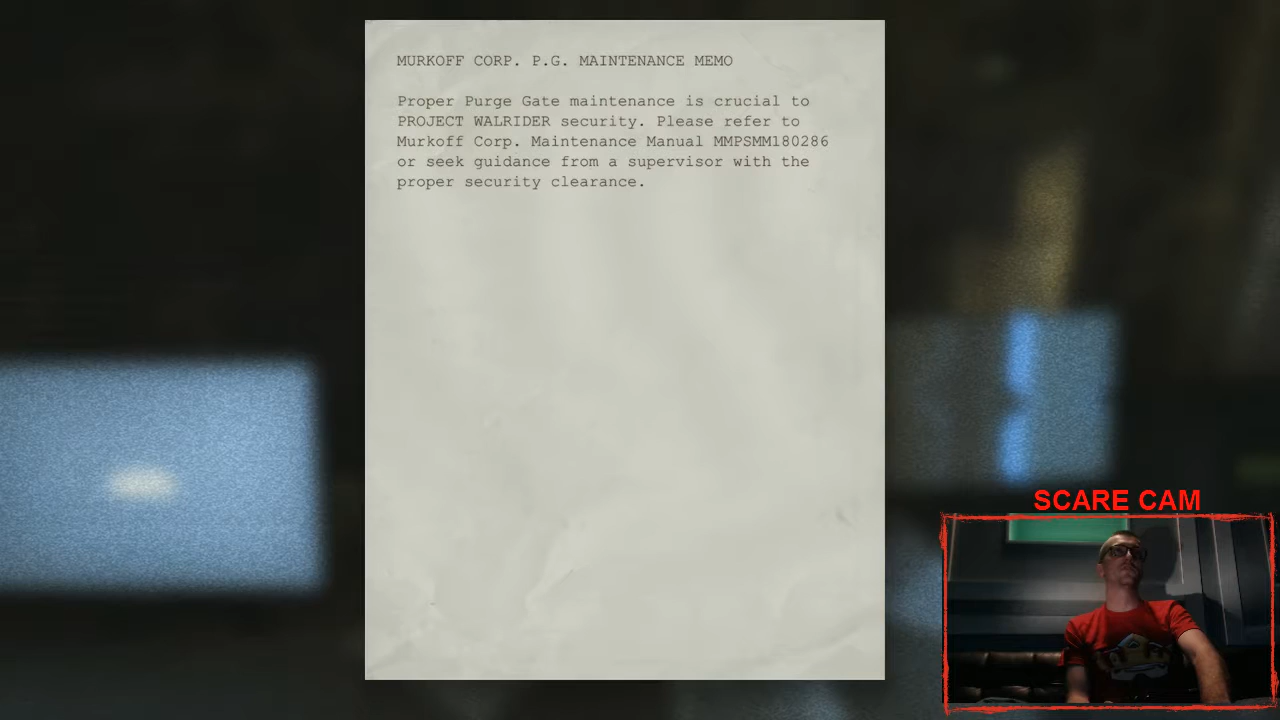 MURKOFF CORP. P.G. MAINTENANCE MEMO
Proper Purge Gate maintenance is crucial to
PROJECT WALRIDER security. Please refer to
Murkoff Corp. Maintenance Manual MMPSMM180286
or seek guidance from a supervisor with the
proper security clearance.
SCARE CAM